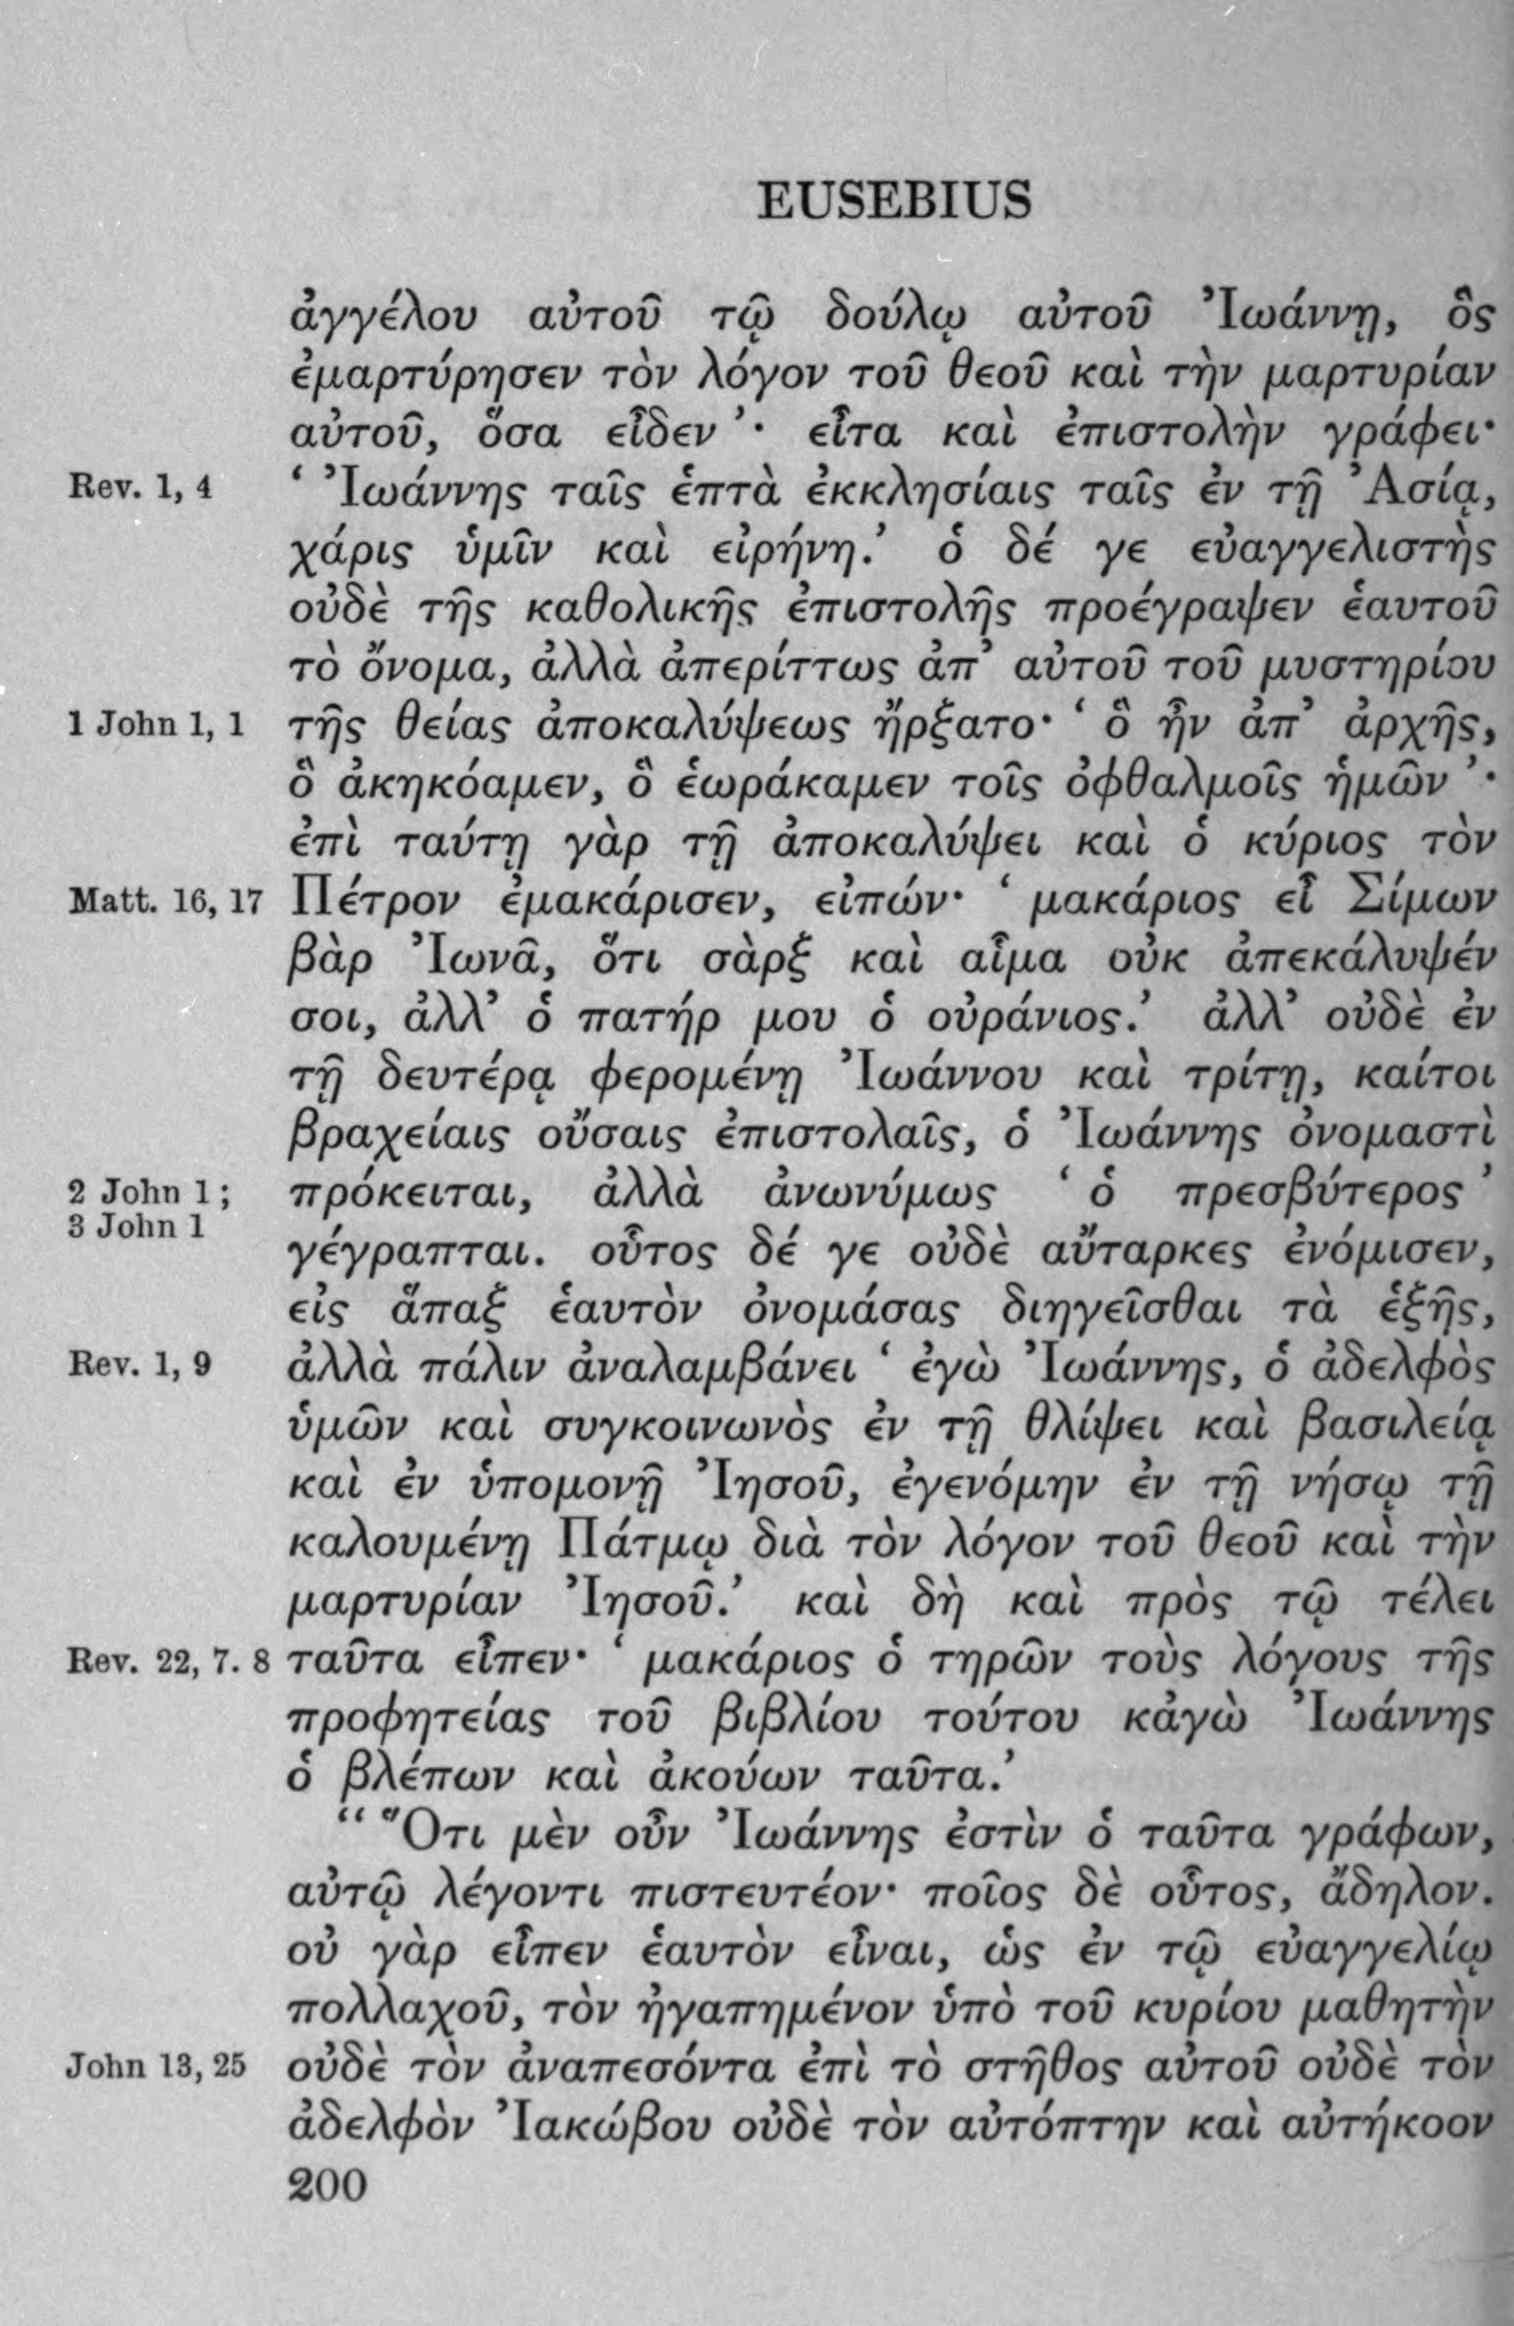 EUSEBIUS
ἀγγέλου αὐτοῦ τῷ δούλῳ αὐτοῦ Ἰωάννῃ, ὃς
ἐμαρτύρησεν τὸν λόγον τοῦ θεοῦ καὶ τὴν μαρτυρίαν
αὐτοῦ, ὅσα εἶδεν ’· εἶτα καὶ ἐπιστολὴν γράφει·
Rev. 1, 4 ‘ Ἰωάννης ταῖς ἑπτὰ ἐκκλησίαις ταῖς ἐν τῇ Ἀσίᾳ,
χάρις ὑμῖν καὶ εἰρήνη.’ ὁ δέ γε εὐαγγελιστὴς
οὐδὲ τῆς καθολικῆς ἐπιστολῆς προέγραψεν ἑαυτοῦ
τὸ ὄνομα, ἀλλὰ ἀπερίττως ἀπ’ αὐτοῦ τοῦ μυστηρίου
1 John 1, 1 τῆς θείας ἀποκαλύψεως ἤρξατο· ‘ ὃ ἦν ἀπ’ ἀρχῆς,
ὃ ἀκηκόαμεν, ὃ ἑωράκαμεν τοῖς ὀφθαλμοῖς ἡμῶν ’·
ἐπὶ ταύτῃ γὰρ τῇ ἀποκαλύψει καὶ ὁ κύριος τὸν
Matt. 16, 17 Πέτρον ἐμακάρισεν, εἰπών· ‘ μακάριος εἶ Σίμων
βὰρ Ἰωνᾶ, ὅτι σὰρξ καὶ αἷμα οὐκ ἀπεκάλυψέν
σοι, ἀλλ’ ὁ πατήρ μου ὁ οὐράνιος.’ ἀλλ’ οὐδὲ ἐν
τῇ δευτέρᾳ φερομένῃ Ἰωάννου καὶ τρίτῃ, καίτοι
βραχείαις οὔσαις ἐπιστολαῖς, ὁ Ἰωάννης ὀνομαστὶ
2 John 1; πρόκειται, ἀλλὰ ἀνωνύμως ‘ ὁ πρεσβύτερος ’
3 John 1
γέγραπται. οὗτος δέ γε οὐδὲ αὔταρκες ἐνόμισεν,
εἰς ἅπαξ ἑαυτὸν ὀνομάσας διηγεῖσθαι τὰ ἑξῆς,
Rev. 1, 9 ἀλλὰ πάλιν ἀναλαμβάνει ‘ ἐγὼ Ἰωάννης, ὁ ἀδελφὸς
ὑμῶν καὶ συγκοινωνὸς ἐν τῇ θλίψει καὶ βασιλείᾳ
καὶ ἐν ὑπομονῇ Ἰησοῦ, ἐγενόμην ἐν τῇ νήσῳ τῇ
καλουμένῃ Πάτμῳ διὰ τὸν λόγον τοῦ θεοῦ καὶ τὴν
μαρτυρίαν Ἰησοῦ.’ καὶ δὴ καὶ πρὸς τῷ τέλει
Rev. 22, 7. 8 ταῦτα εἶπεν· ‘ μακάριος ὁ τηρῶν τοὺς λόγους τῆς
προφητείας τοῦ βιβλίου τούτου κἀγὼ Ἰωάννης
ὁ βλέπων καὶ ἀκούων ταῦτα.’
“ Ὅτι μὲν οὖν Ἰωάννης ἐστὶν ὁ ταῦτα γράφων,
αὐτῷ λέγοντι πιστευτέον· ποῖος δὲ οὗτος, ἄδηλον.
οὐ γὰρ εἶπεν ἑαυτὸν εἶναι, ὡς ἐν τῷ εὐαγγελίῳ
πολλαχοῦ, τὸν ἠγαπημένον ὑπὸ τοῦ κυρίου μαθητὴν
John 13, 25 οὐδὲ τὸν ἀναπεσόντα ἐπὶ τὸ στῆθος αὐτοῦ οὐδὲ τὸν
ἀδελφὸν Ἰακώβου οὐδὲ τὸν αὐτόπτην καὶ αὐτήκοον
200